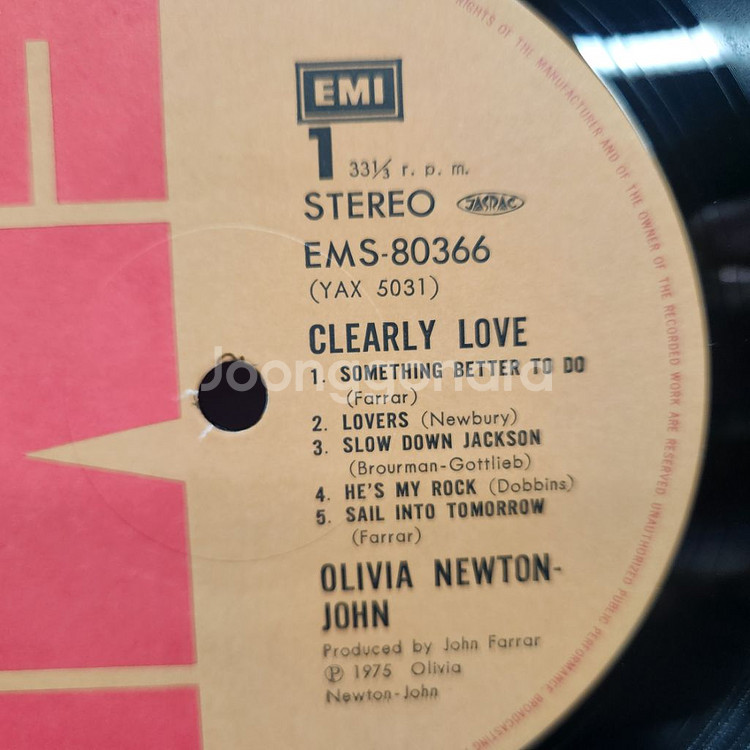 RIGHTS OF THE MANUFACTURER AND OF THE OWNER OF THE RECORDED WORK ARE RESERVED UNAUTHORIZED PUBLIC PERFORMANCE BROADCASTING
EMI
1
33⅓ r. p. m.
STEREO JASRAC
EMS-80366
(YAX 5031)
CLEARLY LOVE
Joonggonara
1. SOMETHING BETTER TO DO
(Farrar)
2. LOVERS (Newbury)
3. SLOW DOWN JACKSON
(Brourman-Gottlieb)
4. HE'S MY ROCK (Dobbins)
5. SAIL INTO TOMORROW
(Farrar)
OLIVIA NEWTON-
JOHN
Produced by John Farrar
Ⓟ 1975 Olivia
Newton-John